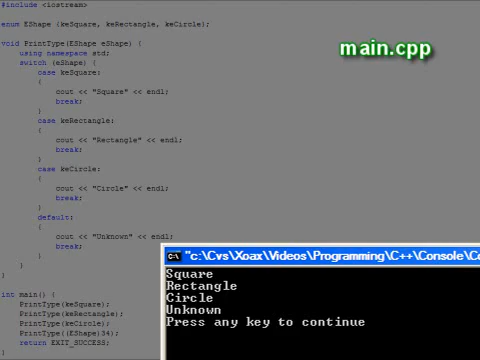 #include <iostream>
enum EShape {keSquare, keRectangle, keCircle};
void PrintType(EShape eShape) {
using namespace std;
switch (eShape) {
case keSquare:
{
cout << "Square" << endl;
break;
}
case keRectangle:
{
cout << "Rectangle" << endl;
break;
}
case keCircle:
{
cout << "Circle" << endl;
break;
}
default:
{
cout << "Unknown" << endl;
break;
}
}
}
int main() {
PrintType(keSquare);
PrintType(keRectangle);
PrintType(keCircle);
PrintType((EShape)34);
return EXIT_SUCCESS;
}
main.cpp
"c:\Cvs\Xoax\Videos\Programming\C++\Console\Co
Square
Rectangle
Circle
Unknown
Press any key to continue